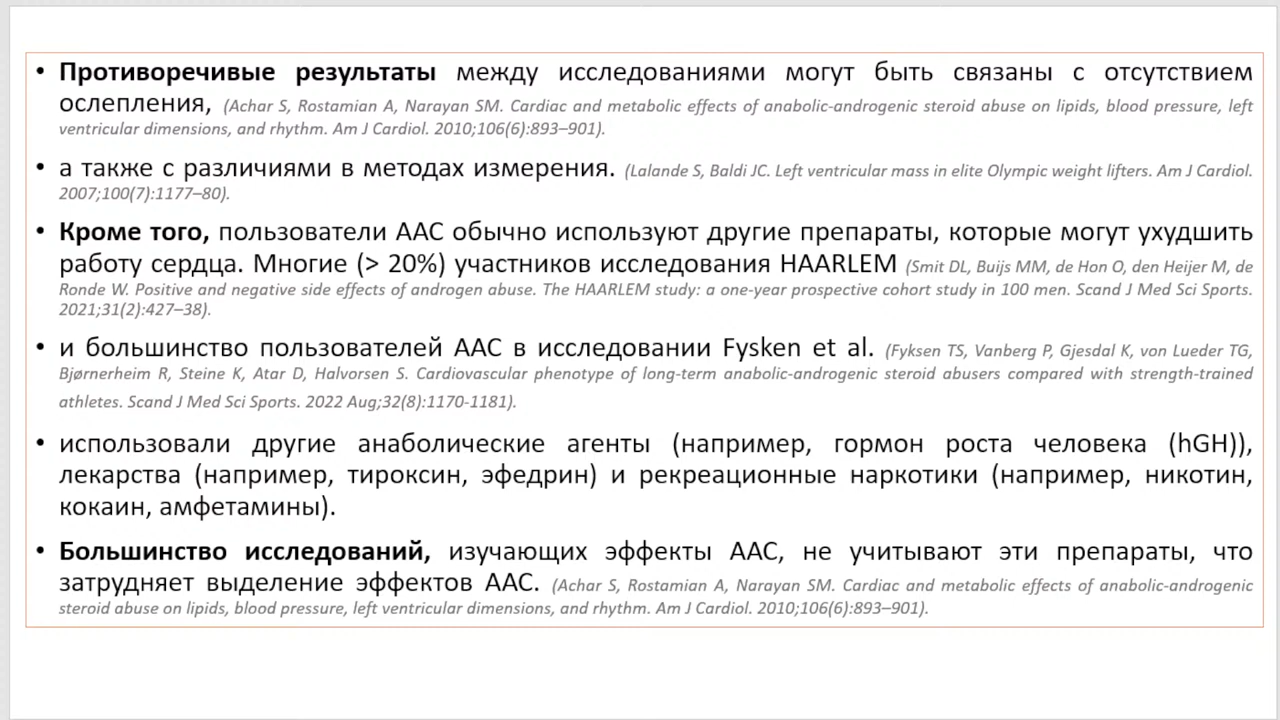 • Противоречивые результаты между исследованиями могут быть связаны с отсутствием
ослепления, (Achar S, Rostamian A, Narayan SM. Cardiac and metabolic effects of anabolic-androgenic steroid abuse on lipids, blood pressure, left
ventricular dimensions, and rhythm. Am J Cardiol. 2010;106(6):893–901).
• а также с различиями в методах измерения. (Lalande S, Baldi JC. Left ventricular mass in elite Olympic weight lifters. Am J Cardiol.
2007;100(7):1177–80).
• Кроме того, пользователи ААС обычно используют другие препараты, которые могут ухудшить
работу сердца. Многие (> 20%) участников исследования HAARLEM (Smit DL, Buijs MM, de Hon O, den Heijer M, de
Ronde W. Positive and negative side effects of androgen abuse. The HAARLEM study: a one-year prospective cohort study in 100 men. Scand J Med Sci Sports.
2021;31(2):427–38).
• и большинство пользователей ААС в исследовании Fysken et al. (Fyksen TS, Vanberg P, Gjesdal K, von Lueder TG,
Bjørnerheim R, Steine K, Atar D, Halvorsen S. Cardiovascular phenotype of long-term anabolic-androgenic steroid abusers compared with strength-trained
athletes. Scand J Med Sci Sports. 2022 Aug;32(8):1170-1181).
• использовали другие анаболические агенты (например, гормон роста человека (hGH)),
лекарства (например, тироксин, эфедрин) и рекреационные наркотики (например, никотин,
кокаин, амфетамины).
• Большинство исследований, изучающих эффекты ААС, не учитывают эти препараты, что
затрудняет выделение эффектов ААС. (Achar S, Rostamian A, Narayan SM. Cardiac and metabolic effects of anabolic-androgenic
steroid abuse on lipids, blood pressure, left ventricular dimensions, and rhythm. Am J Cardiol. 2010;106(6):893–901).